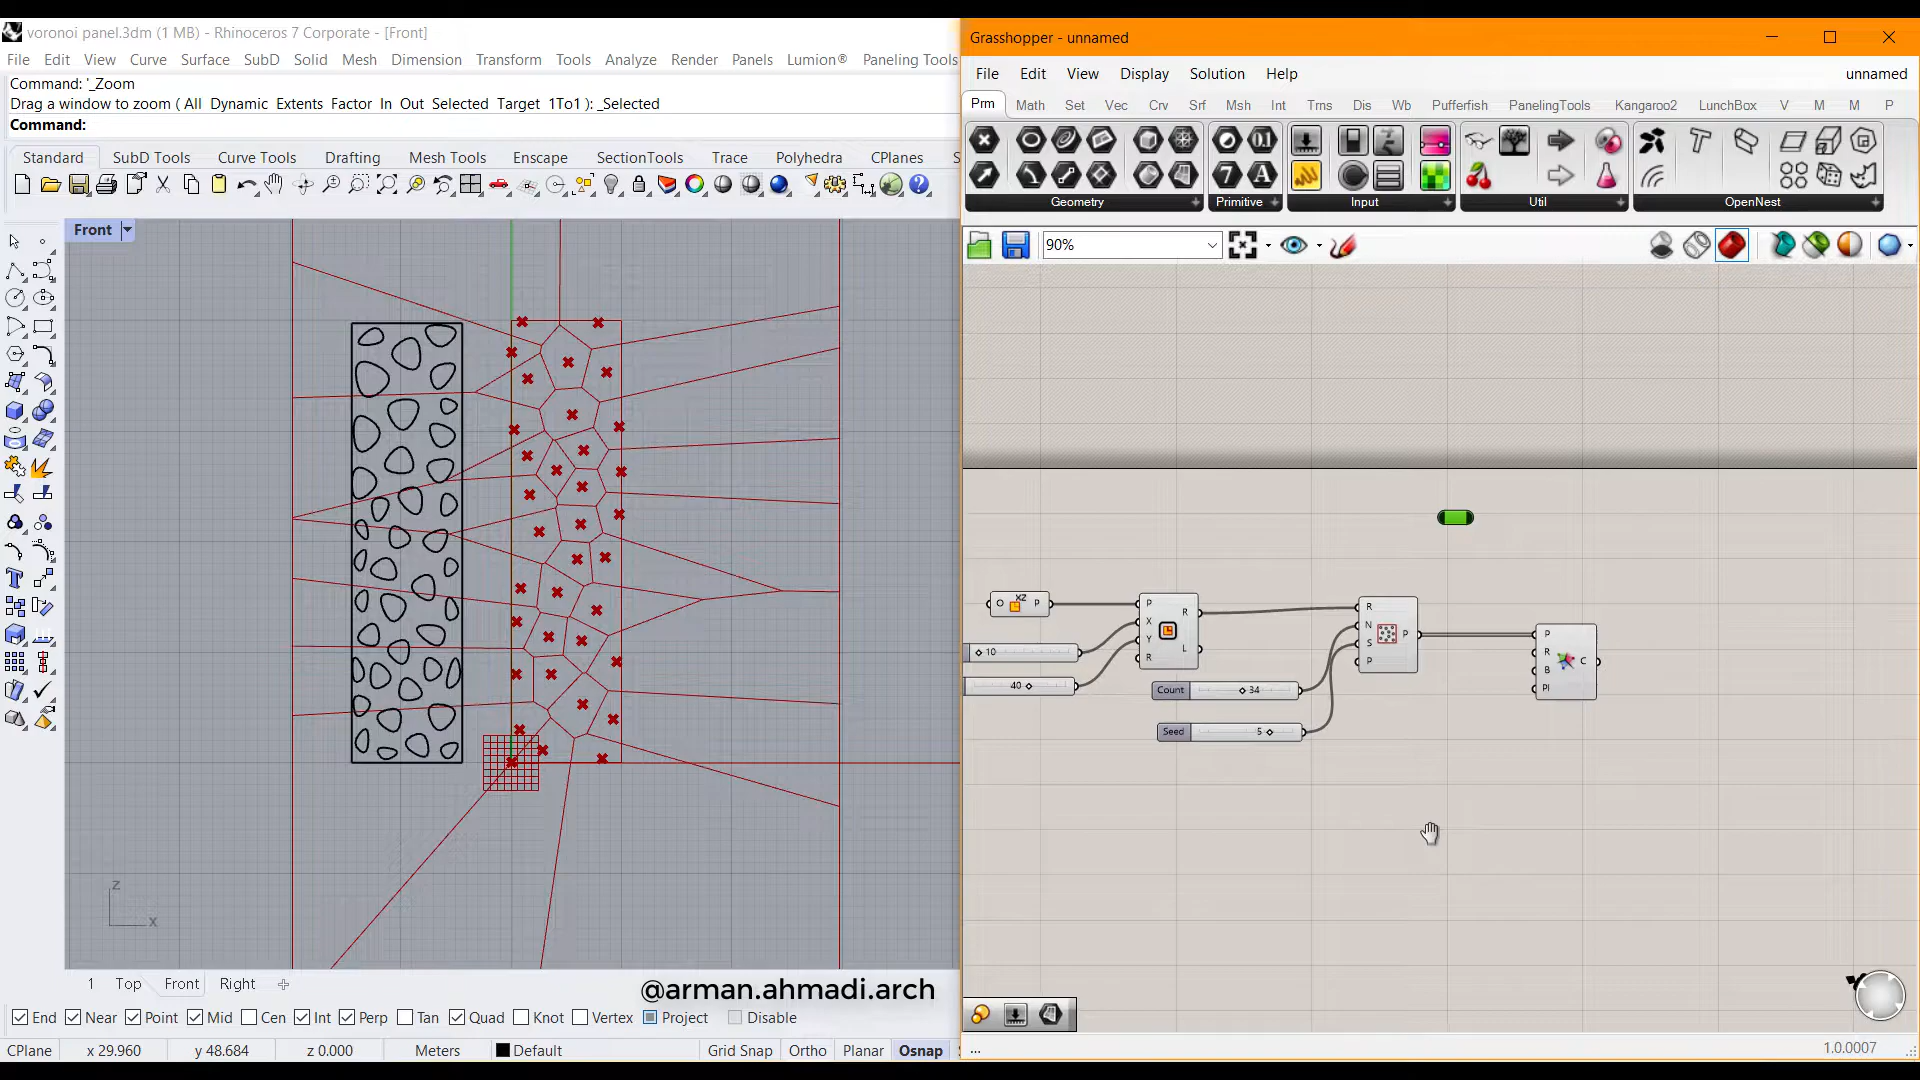 voronoi panel.3dm (1 MB) - Rhinoceros 7 Corporate - [Front]
File Edit View Curve Surface SubD Solid Mesh Dimension Transform Tools Analyze Render Panels Lumion® Paneling Tools
Command: '_Zoom
Drag a window to zoom ( All Dynamic Extents Factor In Out Selected Target 1To1 ): _Selected
Command:
Standard SubD Tools Curve Tools Drafting Mesh Tools Enscape SectionTools Trace Polyhedra CPlanes S
Front
z
x
1 Top Front Right
@arman.ahmadi.arch
End Near Point Mid Cen Int Perp Tan Quad Knot Vertex Project Disable
CPlane x 29.960 y 48.684 z 0.000 Meters Default Grid Snap Ortho Planar Osnap
Grasshopper - unnamed
File Edit View Display Solution Help unnamed
Prm Math Set Vec Crv Srf Msh Int Trns Dis Wb Pufferfish PanelingTools Kangaroo2 LunchBox V M M P
Geometry Primitive Input Util OpenNest
90%
O XZ P
P X Y R
R L
10
40
R N S P
P
Count 34
Seed 5
P R B Pl
C
... 1.0.0007